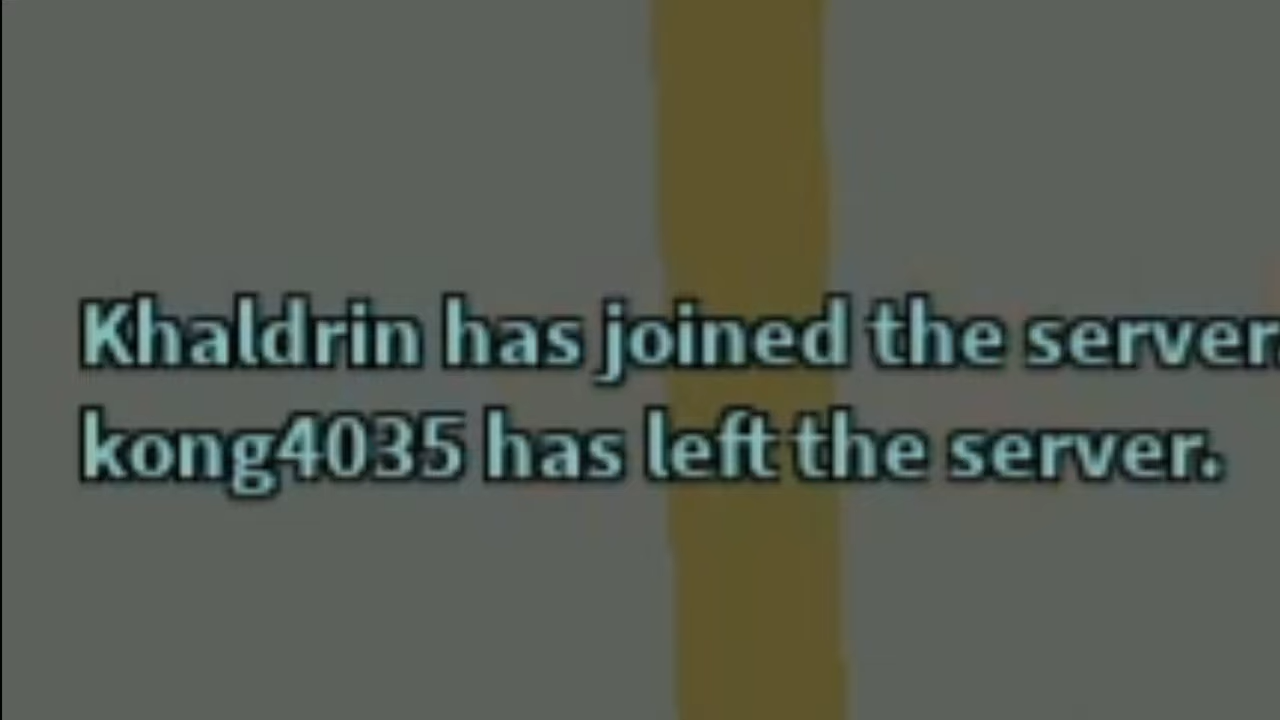 Khaldrin has joined the server.
kong4035 has left the server.